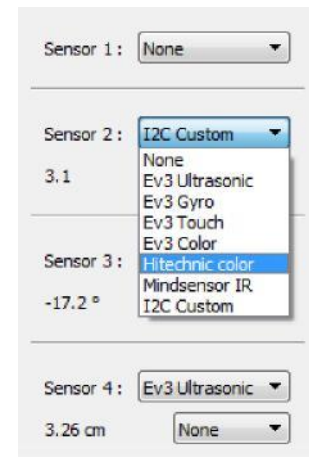 Sensor 1 : None
Sensor 2 : I2C Custom
3.1
None
Ev3 Ultrasonic
Ev3 Gyro
Ev3 Touch
Ev3 Color
Hitechnic color
Mindsensor IR
I2C Custom
Sensor 3 :
-17.2 °
Sensor 4 : Ev3 Ultrasonic
3.26 cm None